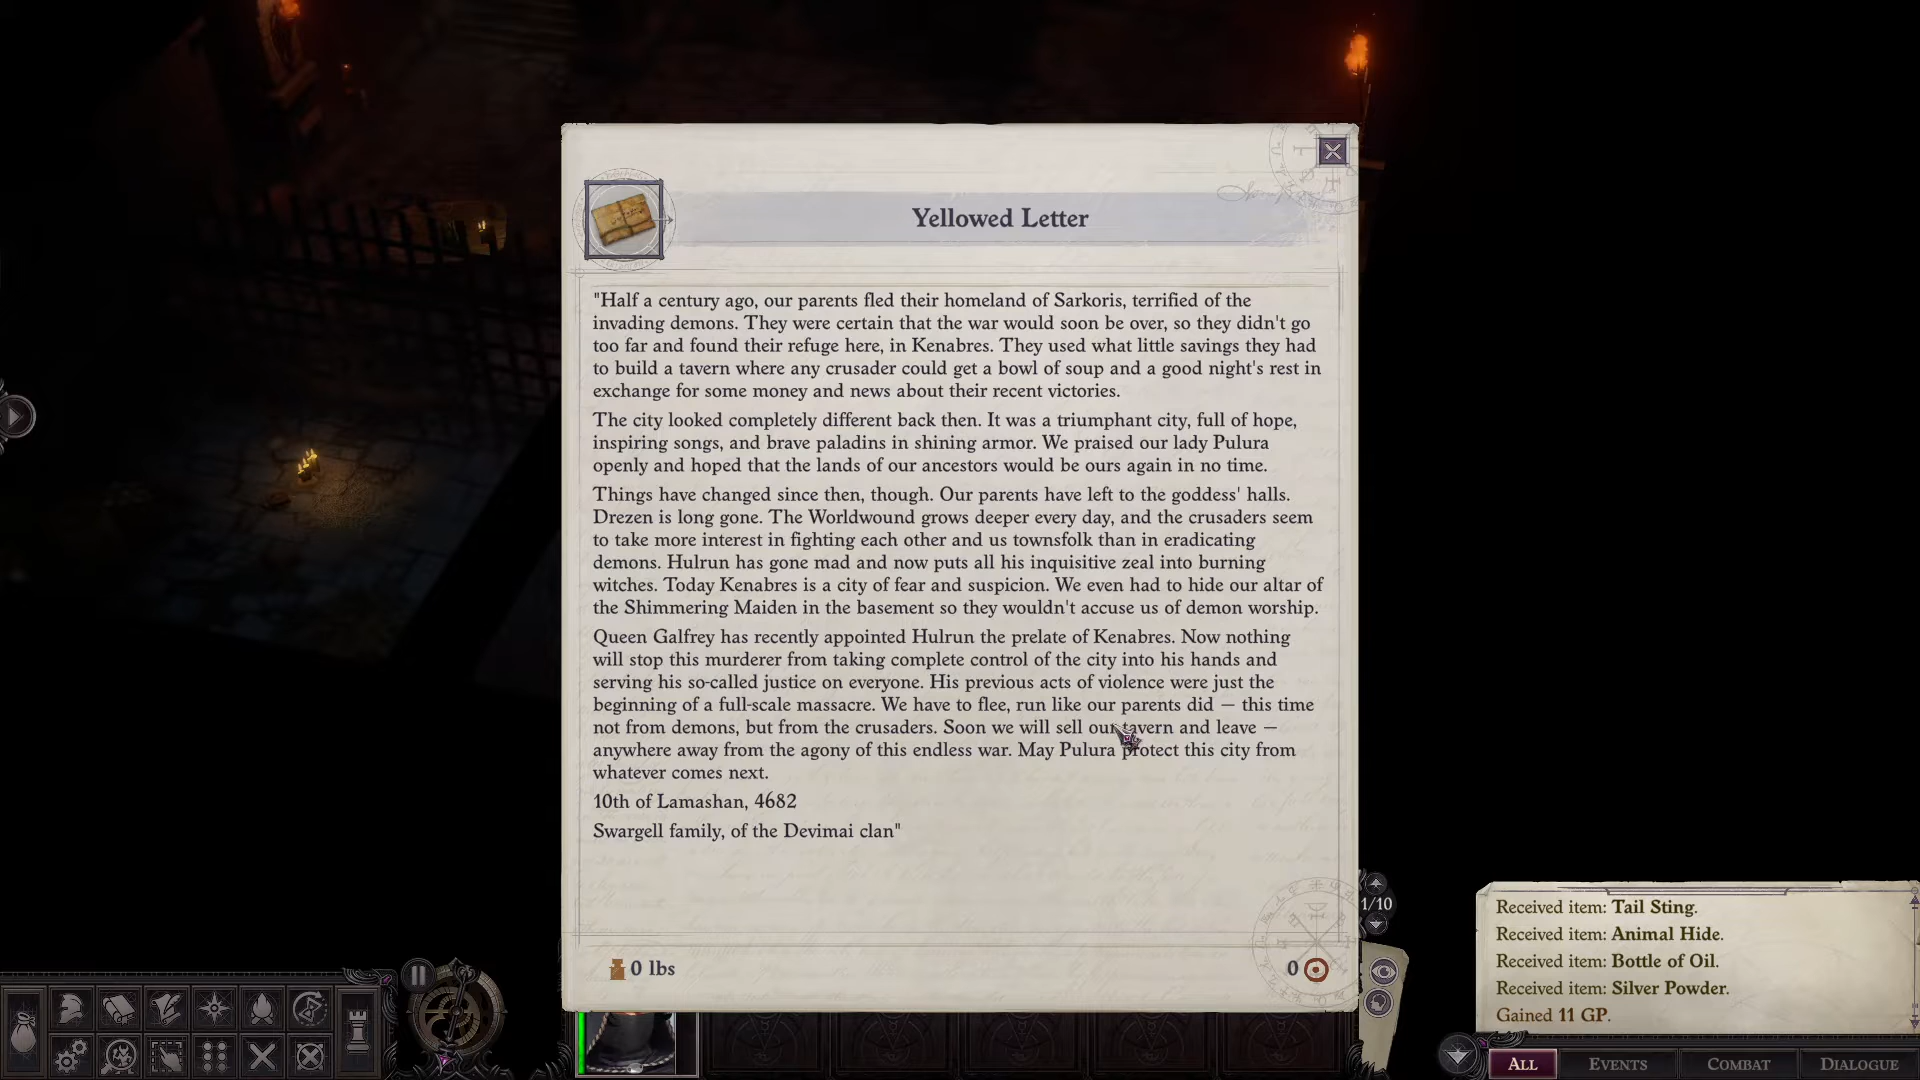 Yellowed Letter
"Half a century ago, our parents fled their homeland of Sarkoris, terrified of the
invading demons. They were certain that the war would soon be over, so they didn't go
too far and found their refuge here, in Kenabres. They used what little savings they had
to build a tavern where any crusader could get a bowl of soup and a good night's rest in
exchange for some money and news about their recent victories.
The city looked completely different back then. It was a triumphant city, full of hope,
inspiring songs, and brave paladins in shining armor. We praised our lady Pulura
openly and hoped that the lands of our ancestors would be ours again in no time.
Things have changed since then, though. Our parents have left to the goddess' halls.
Drezen is long gone. The Worldwound grows deeper every day, and the crusaders seem
to take more interest in fighting each other and us townsfolk than in eradicating
demons. Hulrun has gone mad and now puts all his inquisitive zeal into burning
witches. Today Kenabres is a city of fear and suspicion. We even had to hide our altar of
the Shimmering Maiden in the basement so they wouldn't accuse us of demon worship.
Queen Galfrey has recently appointed Hulrun the prelate of Kenabres. Now nothing
will stop this murderer from taking complete control of the city into his hands and
serving his so-called justice on everyone. His previous acts of violence were just the
beginning of a full-scale massacre. We have to flee, run like our parents did — this time
not from demons, but from the crusaders. Soon we will sell our tavern and leave —
anywhere away from the agony of this endless war. May Pulura protect this city from
whatever comes next.
10th of Lamashan, 4682
Swargell family, of the Devimai clan"
0 lbs
0
1/10
Received item: Tail Sting.
Received item: Animal Hide.
Received item: Bottle of Oil.
Received item: Silver Powder.
Gained 11 GP.
ALL EVENTS COMBAT DIALOGUE